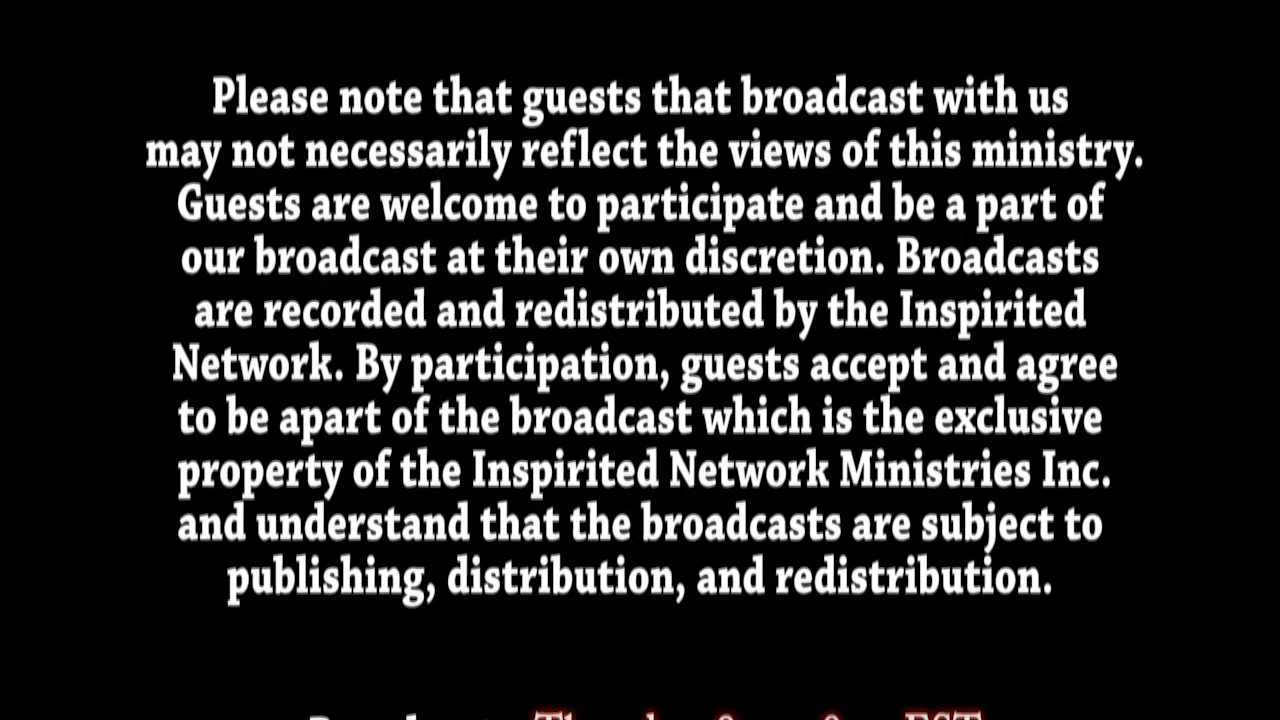 Please note that guests that broadcast with us
may not necessarily reflect the views of this ministry.
Guests are welcome to participate and be a part of
our broadcast at their own discretion. Broadcasts
are recorded and redistributed by the Inspirited
Network. By participation, guests accept and agree
to be apart of the broadcast which is the exclusive
property of the Inspirited Network Ministries Inc.
and understand that the broadcasts are subject to
publishing, distribution, and redistribution.
EST